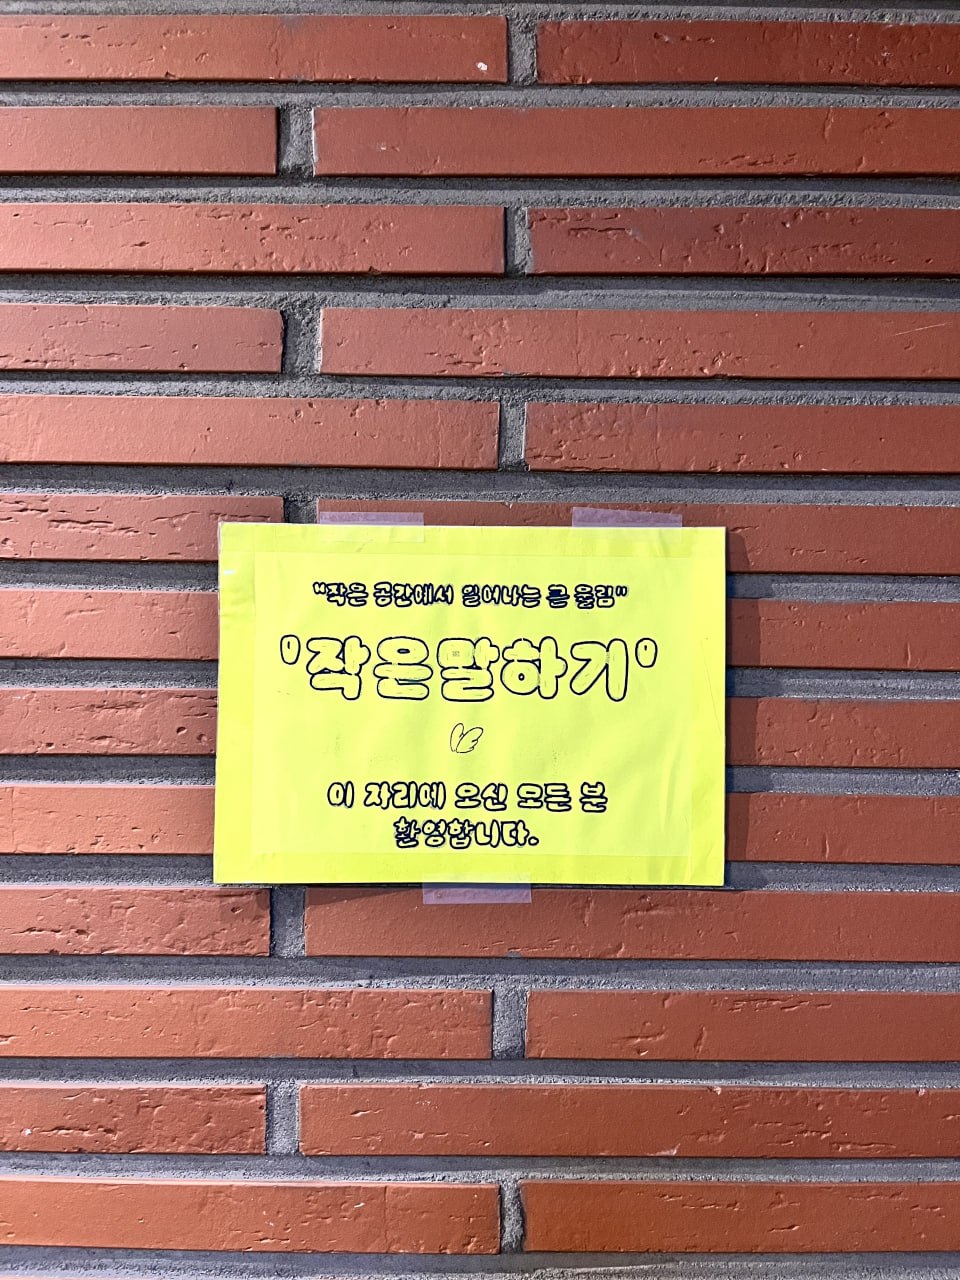 "작은 공간에서 일어나는 큰 울림"
'작은말하기'
이 자리에 오신 모든 분
환영합니다.